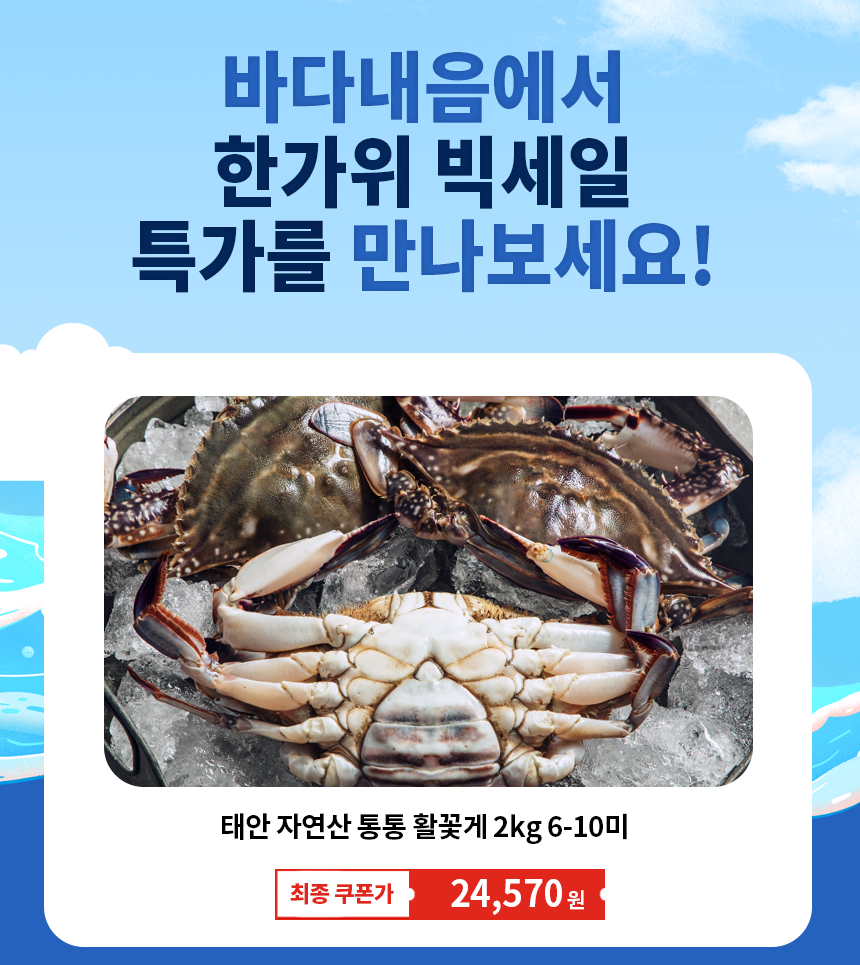 바다내음에서
한가위 빅세일
특가를 만나보세요!
태안 자연산 통통 활꽃게 2kg 6-10미
최종 쿠폰가 24,570원